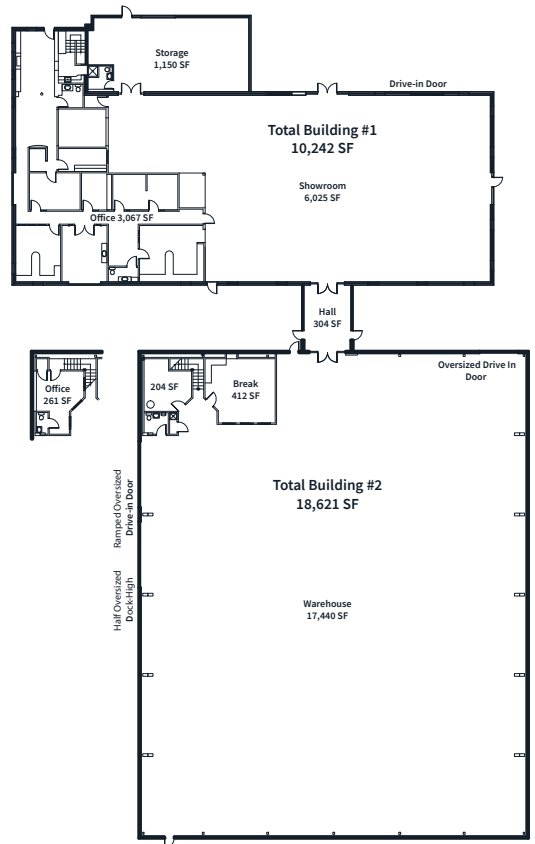 Storage
1,150 SF
Drive-in Door
Total Building #1
10,242 SF
Showroom
6,025 SF
Office 3,067 SF
Hall
304 SF
Oversized Drive In
Door
Office
261 SF
204 SF
Break
412 SF
Total Building #2
18,621 SF
Ramped Oversized
Drive-in Door
Half Oversized
Dock-High
Warehouse
17,440 SF